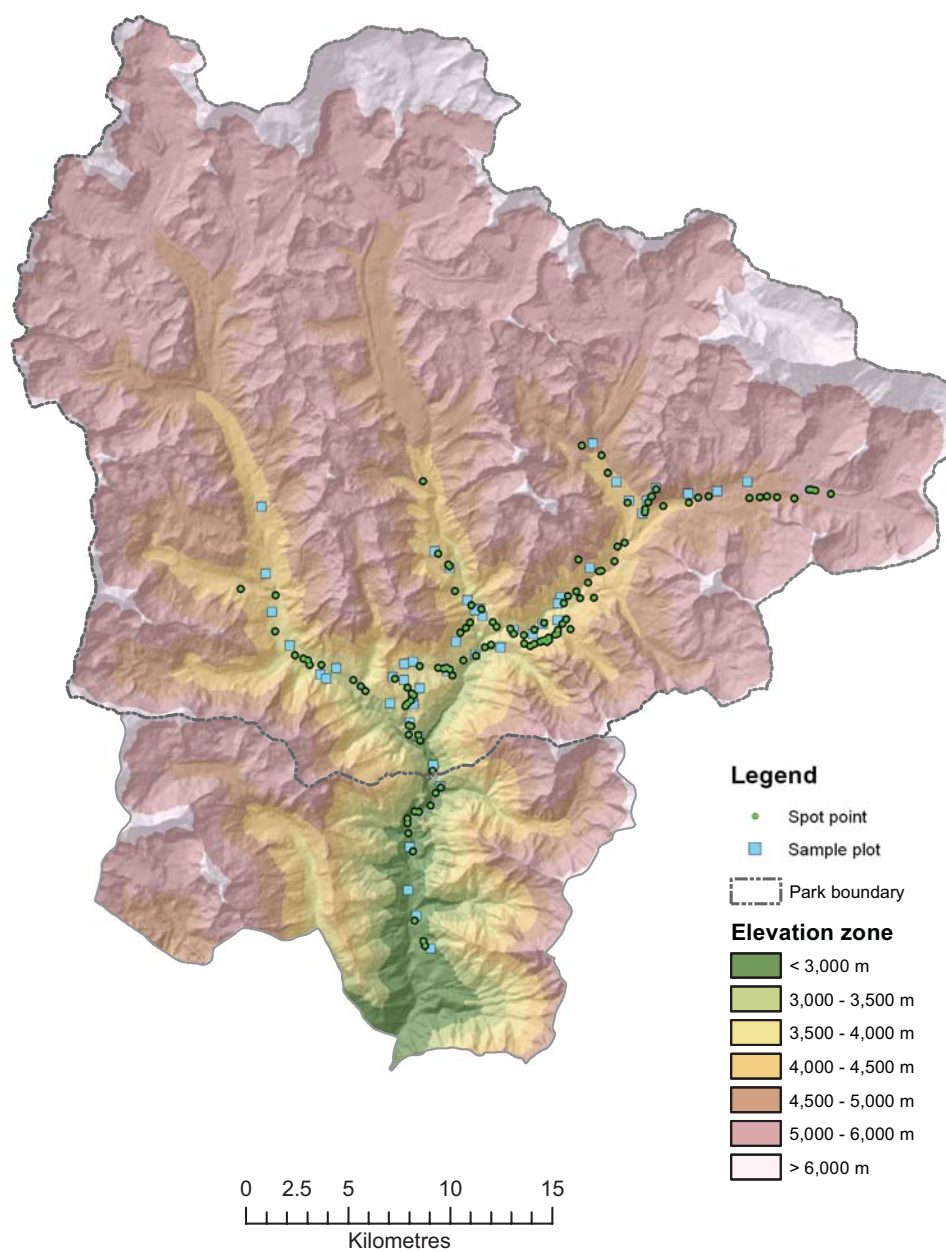 Legend
Spot point
Sample plot
Park boundary
Elevation zone
< 3,000 m
3,000 - 3,500 m
3,500 - 4,000 m
4,000 - 4,500 m
4,500 - 5,000 m
5,000 - 6,000 m
> 6,000 m
0 2.5 5 10 15
Kilometres